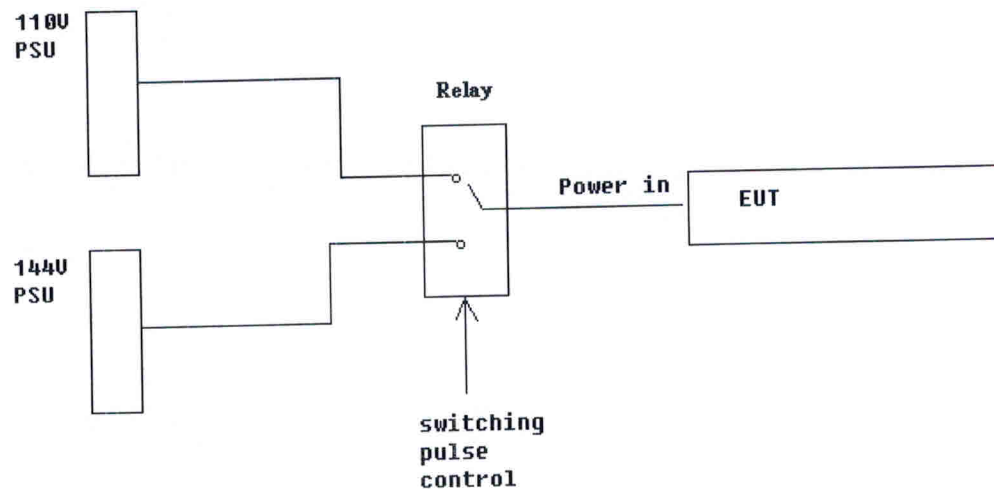 110V
PSU
Relay
Power in
EUT
144V
PSU
switching
pulse
control